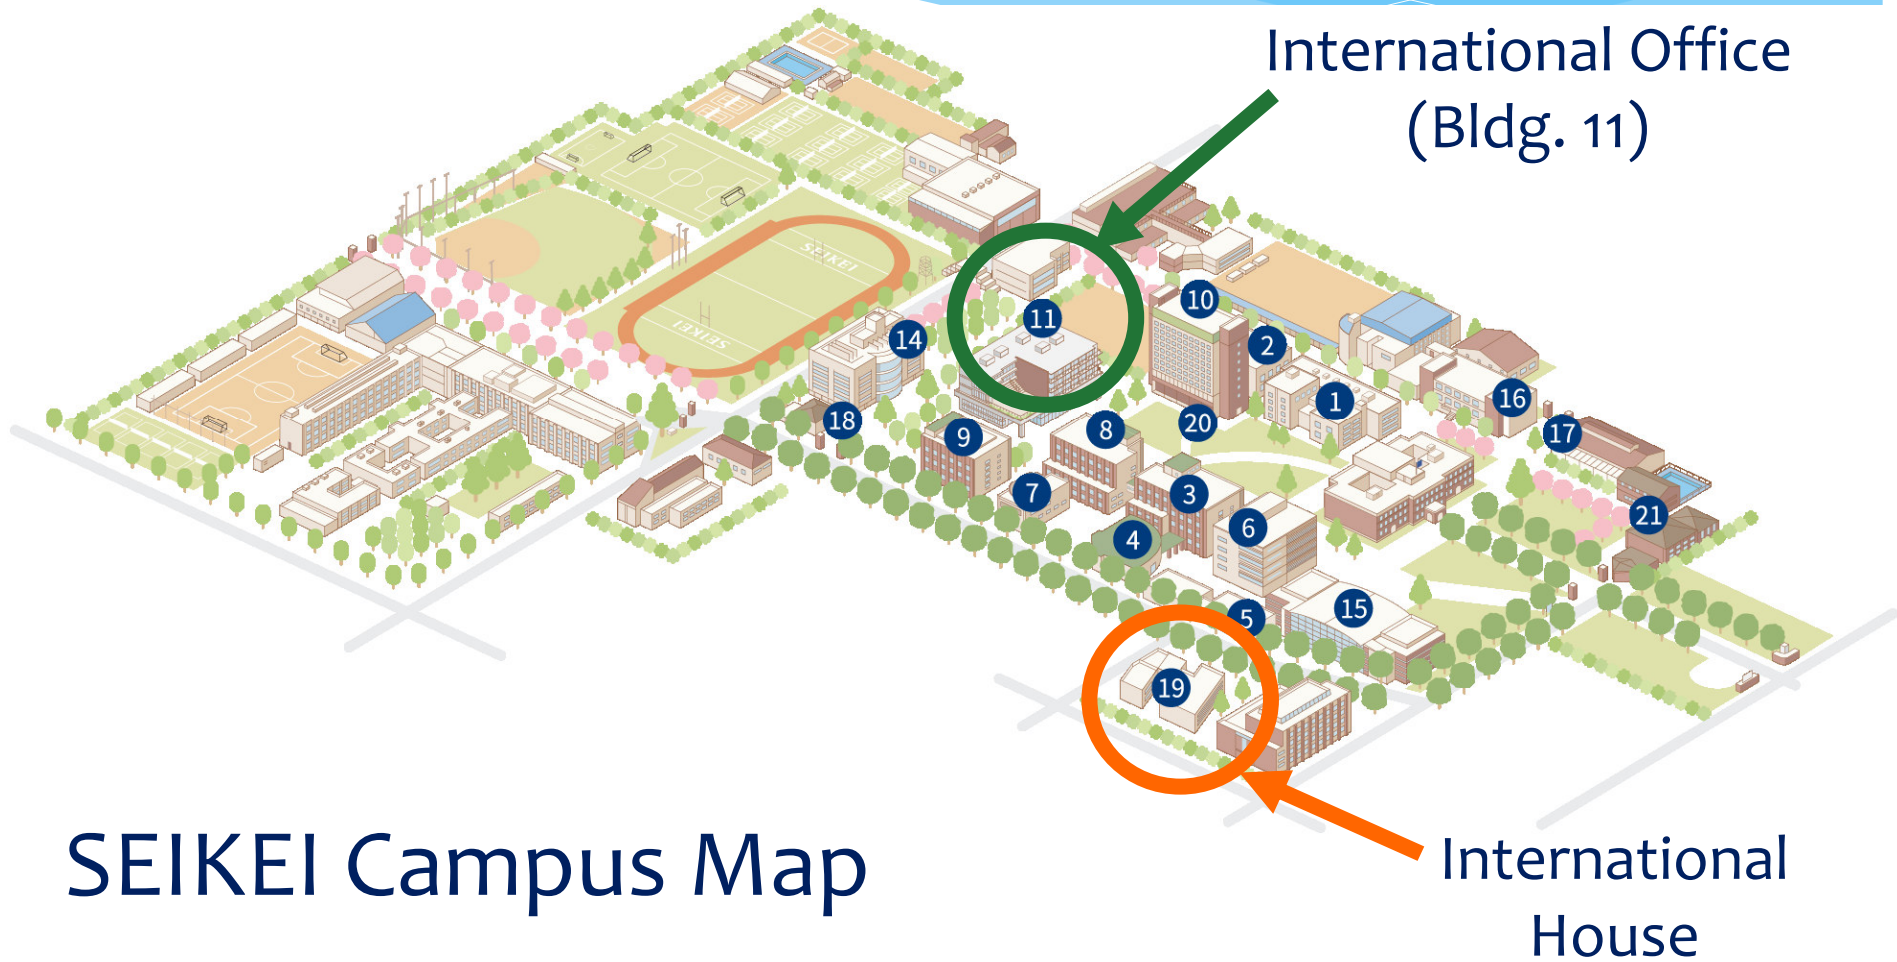 International Office
(Bldg. 11)
SEIKEI
SEIKEI
10
11
2
14
1
16
18
20
8
17
9
7
3
21
6
4
15
5
19
SEIKEI Campus Map
International
House